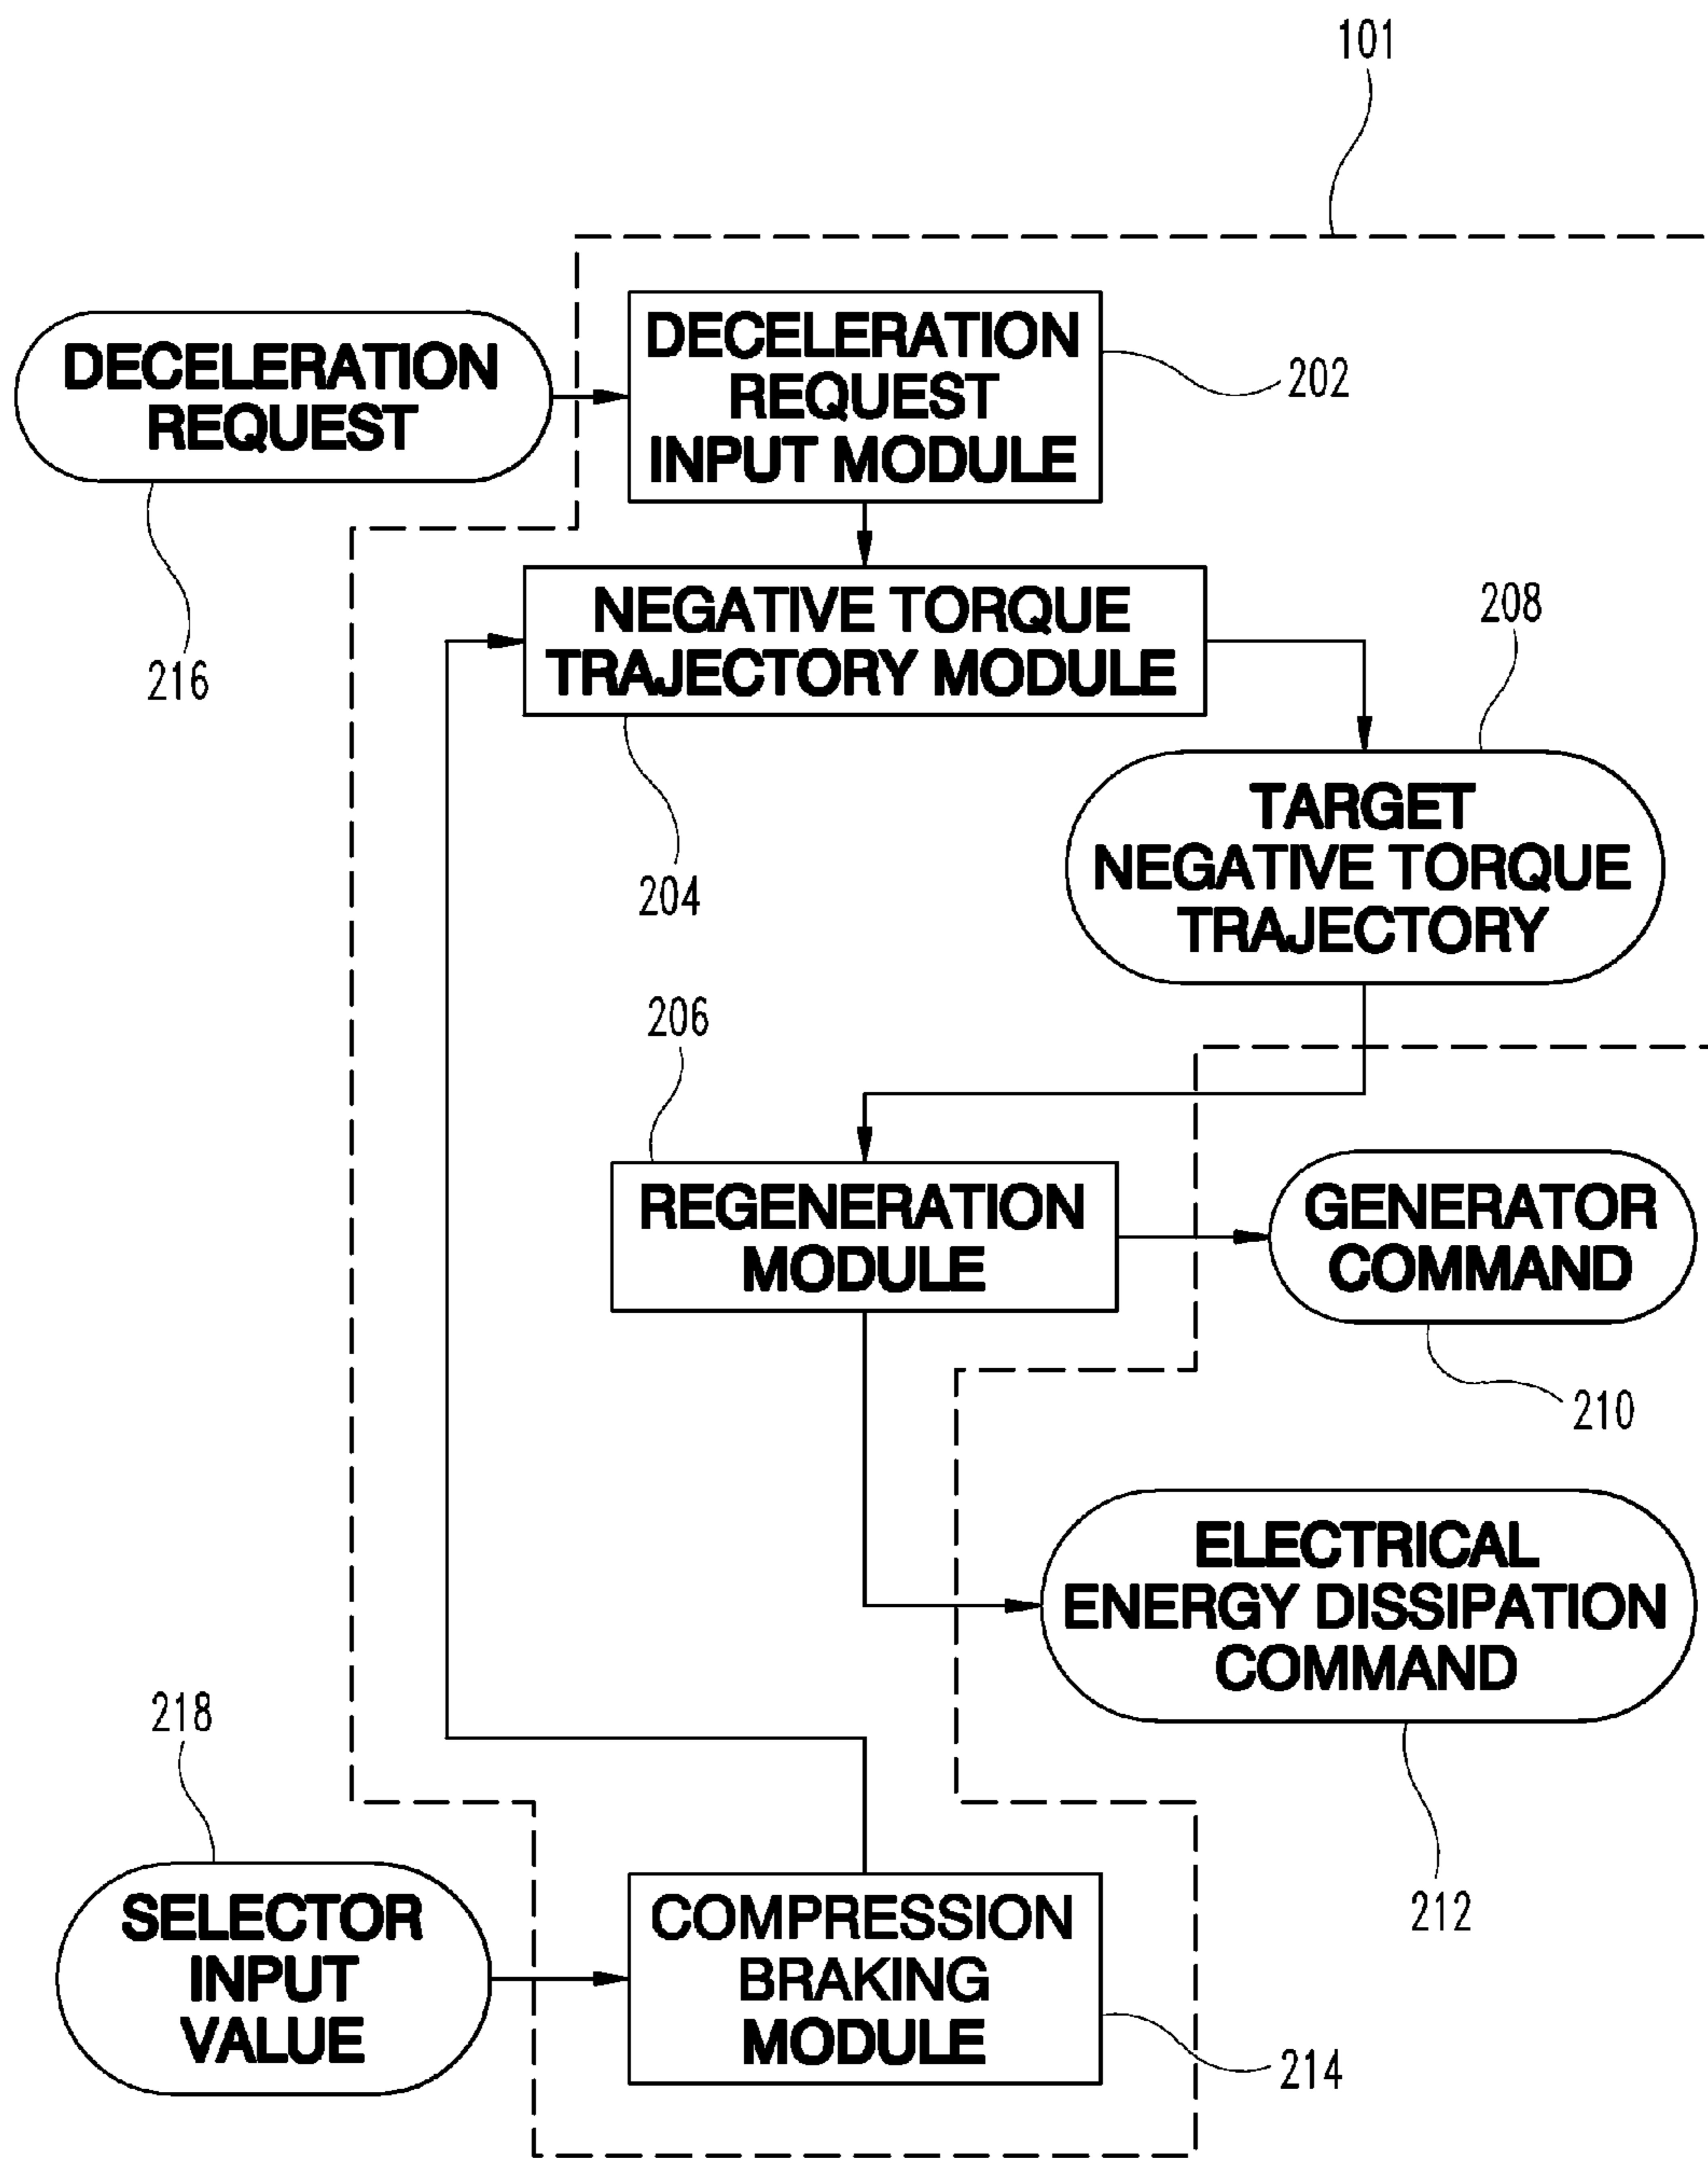 101
DECELERATION
REQUEST
216
DECELERATION
REQUEST
INPUT MODULE
202
NEGATIVE TORQUE
TRAJECTORY MODULE
204
208
TARGET
NEGATIVE TORQUE
TRAJECTORY
206
REGENERATION
MODULE
GENERATOR
COMMAND
210
ELECTRICAL
ENERGY DISSIPATION
COMMAND
212
218
SELECTOR
INPUT
VALUE
COMPRESSION
BRAKING
MODULE
214